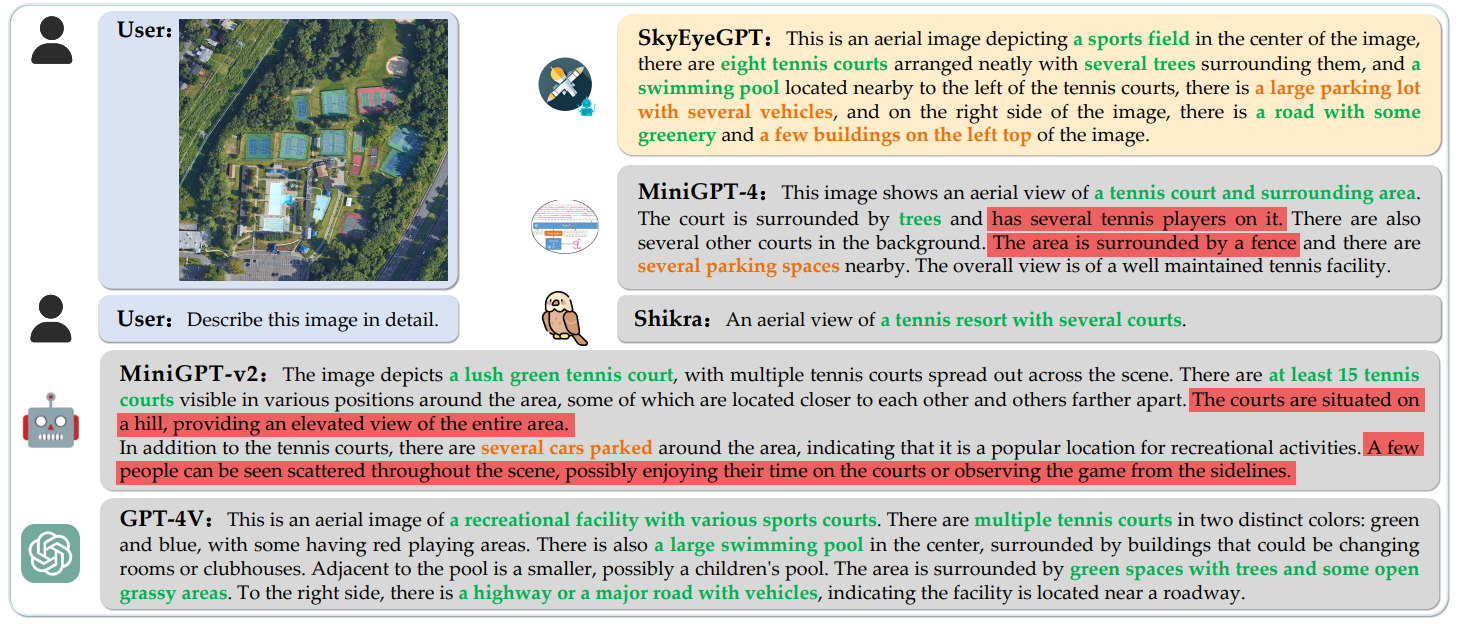 User:
SkyEyeGPT: This is an aerial image depicting a sports field in the center of the image,
there are eight tennis courts arranged neatly with several trees surrounding them, and a
swimming pool located nearby to the left of the tennis courts, there is a large parking lot
with several vehicles, and on the right side of the image, there is a road with some
greenery and a few buildings on the left top of the image.
MiniGPT-4: This image shows an aerial view of a tennis court and surrounding area.
The court is surrounded by trees and has several tennis players on it. There are also
several other courts in the background. The area is surrounded by a fence and there are
several parking spaces nearby. The overall view is of a well maintained tennis facility.
User: Describe this image in detail.
Shikra: An aerial view of a tennis resort with several courts.
MiniGPT-v2: The image depicts a lush green tennis court, with multiple tennis courts spread out across the scene. There are at least 15 tennis
courts visible in various positions around the area, some of which are located closer to each other and others farther apart. The courts are situated on
a hill, providing an elevated view of the entire area.
In addition to the tennis courts, there are several cars parked around the area, indicating that it is a popular location for recreational activities. A few
people can be seen scattered throughout the scene, possibly enjoying their time on the courts or observing the game from the sidelines.
GPT-4V: This is an aerial image of a recreational facility with various sports courts. There are multiple tennis courts in two distinct colors: green
and blue, with some having red playing areas. There is also a large swimming pool in the center, surrounded by buildings that could be changing
rooms or clubhouses. Adjacent to the pool is a smaller, possibly a children's pool. The area is surrounded by green spaces with trees and some open
grassy areas. To the right side, there is a highway or a major road with vehicles, indicating the facility is located near a roadway.